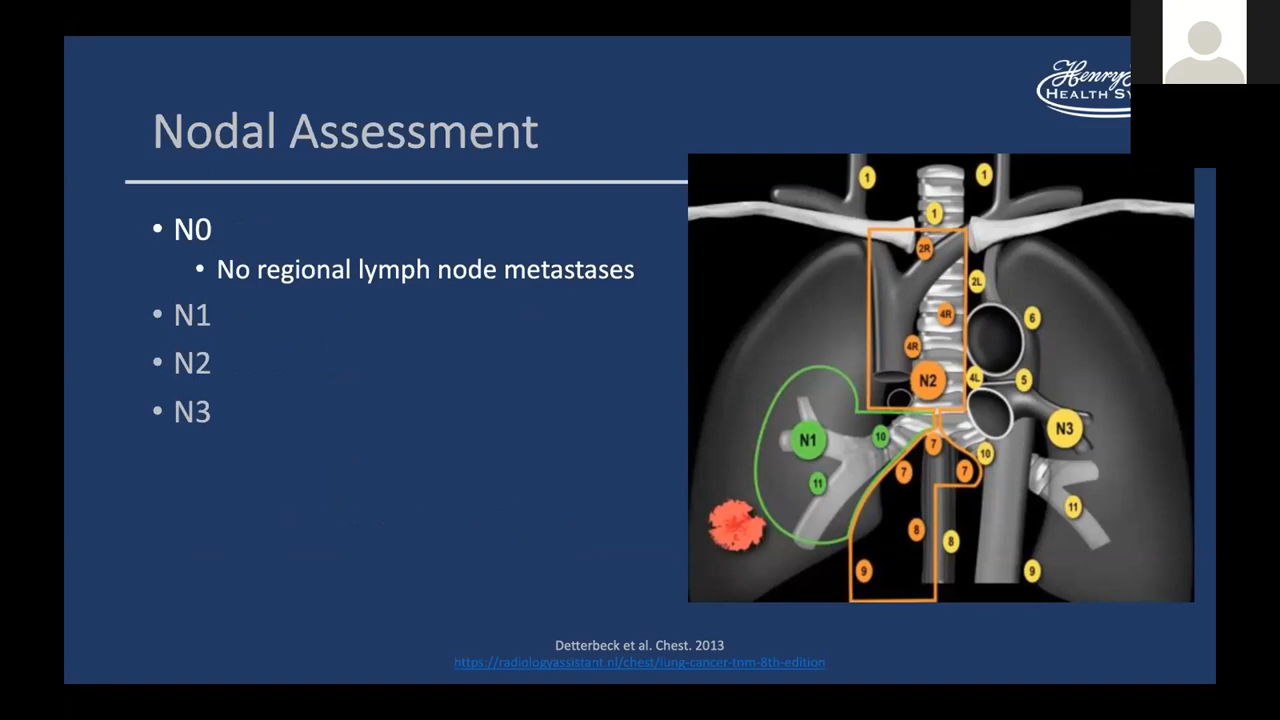 Henry
HEALTH SY
Nodal Assessment
• N0
• No regional lymph node metastases
• N1
• N2
• N3
1
1
1
2R
2L
4R
6
4R
N2
4L
5
N1
10
7
N3
10
7
7
11
11
8
8
9
9
Detterbeck et al. Chest. 2013
https://radiologyassistant.nl/chest/lung-cancer-tnm-8th-edition